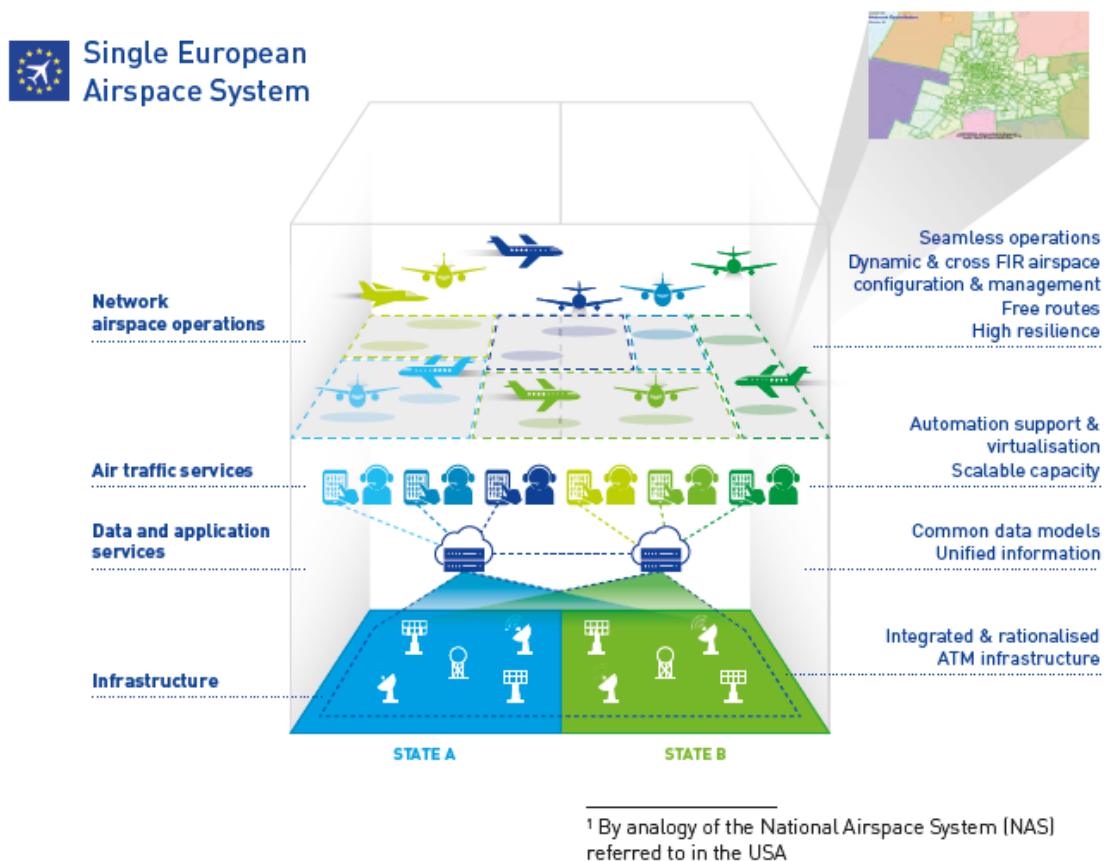 Single European
Airspace System
Network
airspace operations
Seamless operations
Dynamic & cross FIR airspace
configuration & management
Free routes
High resilience
Air traffic services
Automation support &
virtualisation
Scalable capacity
Data and application
services
Common data models
Unified information
Infrastructure
Integrated & rationalised
ATM infrastructure
STATE A
STATE B
¹ By analogy of the National Airspace System (NAS)
referred to in the USA